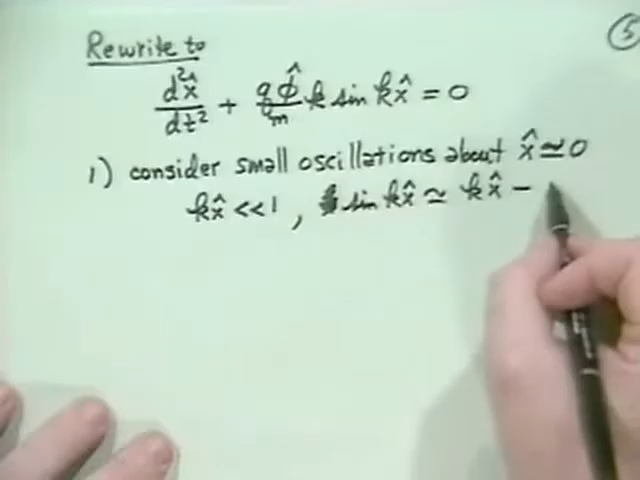 ⑤
Rewrite to
d²x̂/dt² + qφ̂/m k sin kx̂ = 0
1) consider small oscillations about x̂ ≃ 0
kx̂ << 1 , sin kx̂ ≃ kx̂ −